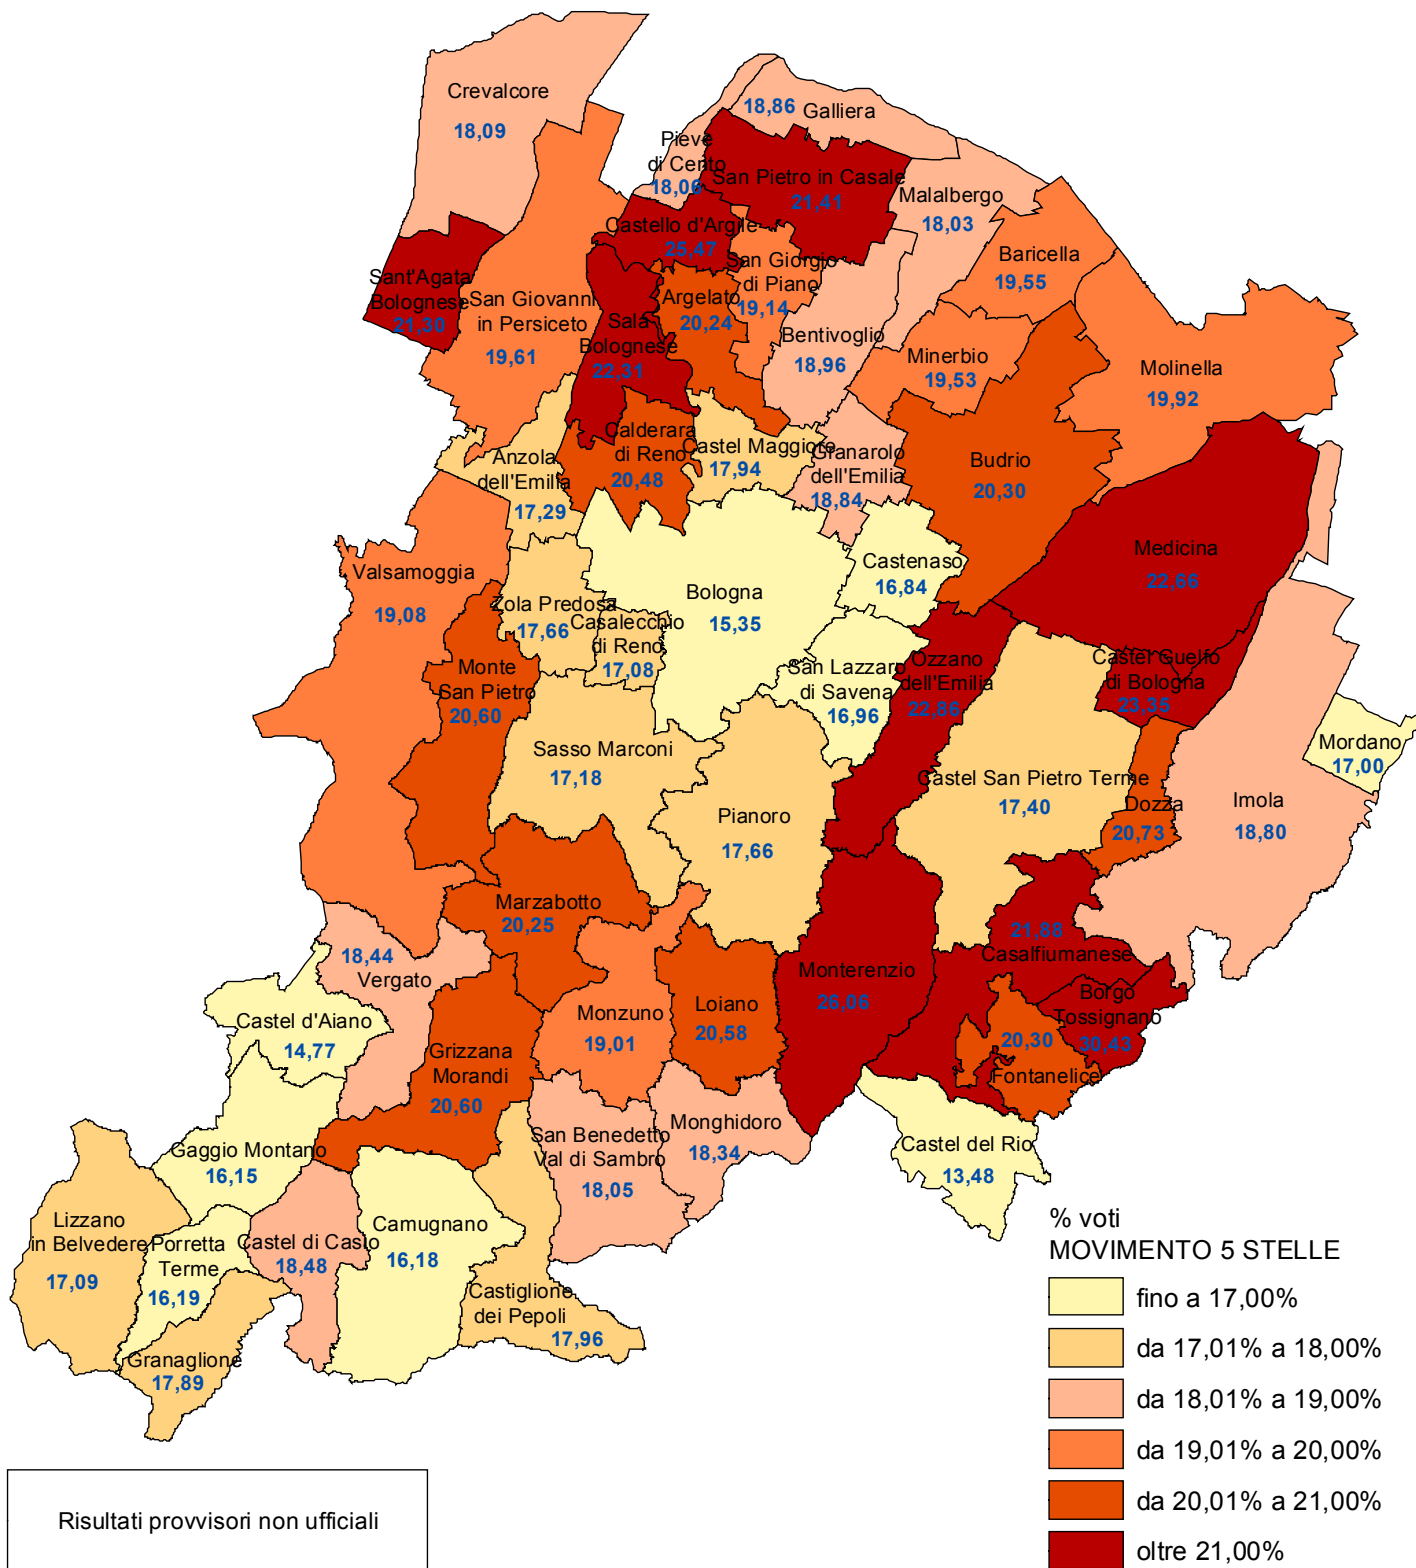 Crevalcore
18,09
18,86 Galliera
Pieve
di Cento
18,06
San Pietro in Casale
21,41
Malalbergo
18,03
Castello d'Argile
25,47
San Giorgio
di Piano
19,14
Baricella
19,55
Sant'Agata
Bolognese
21,30
San Giovanni
in Persiceto
19,61
Argelato
20,24
Sala
Bolognese
22,31
Bentivoglio
18,96
Minerbio
19,53
Molinella
19,92
Calderara
di Reno
20,48
Castel Maggiore
17,94
Granarolo
dell'Emilia
18,84
Budrio
20,30
Anzola
dell'Emilia
17,29
Medicina
22,66
Castenaso
16,84
Valsamoggia
19,08
Bologna
15,35
Zola Predosa
17,66
Casalecchio
di Reno
17,08
Monte
San Pietro
20,60
San Lazzaro
di Savena
16,96
Ozzano
dell'Emilia
22,86
Castel Guelfo
di Bologna
23,35
Mordano
17,00
Sasso Marconi
17,18
Castel San Pietro Terme
17,40
Dozza
20,73
Imola
18,80
Pianoro
17,66
Marzabotto
20,25
21,88
Casalfiumanese
18,44
Vergato
Monterenzio
26,06
Borgo
Tossignano
30,43
Castel d'Aiano
14,77
Monzuno
19,01
Loiano
20,58
20,30
Fontanelice
Grizzana
Morandi
20,60
Gaggio Montano
16,15
San Benedetto
Val di Sambro
18,05
Monghidoro
18,34
Castel del Rio
13,48
Lizzano
in Belvedere
17,09
Porretta
Terme
16,19
Castel di Casio
18,48
Camugnano
16,18
Castiglione
dei Pepoli
17,96
Granaglione
17,89
% voti
MOVIMENTO 5 STELLE
fino a 17,00%
da 17,01% a 18,00%
da 18,01% a 19,00%
da 19,01% a 20,00%
da 20,01% a 21,00%
oltre 21,00%
Risultati provvisori non ufficiali